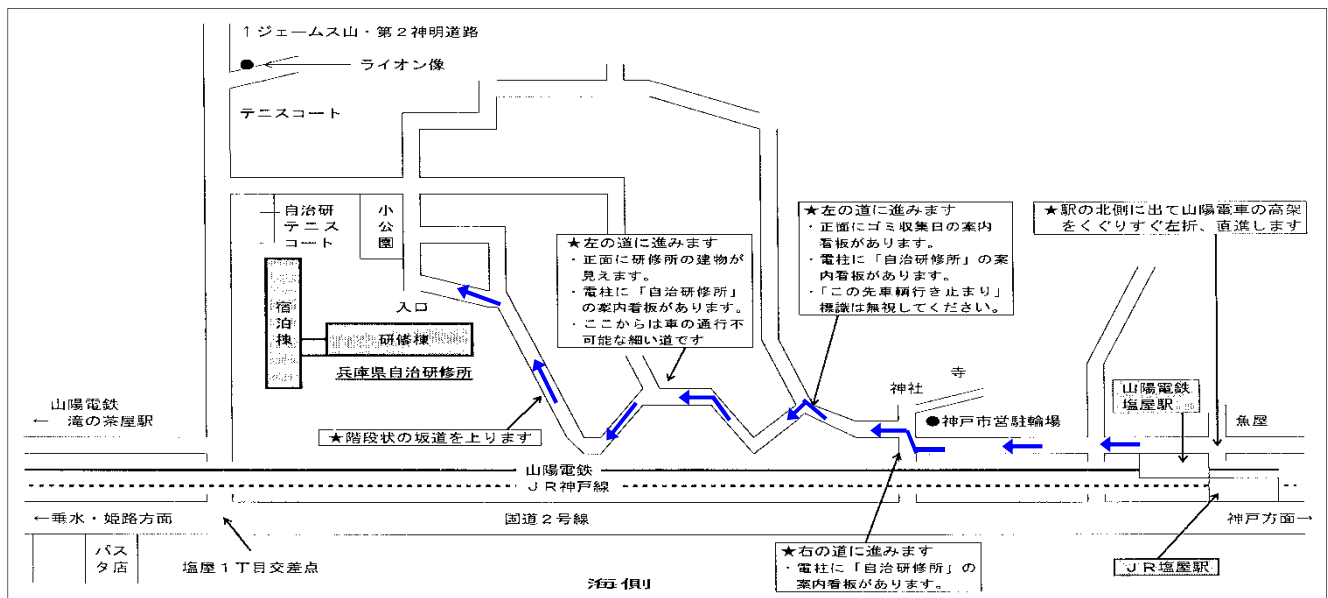 1ジェームス山・第2神明道路
ライオン像
テニスコート
自治研
テニス
コート
小公園
★左の道に進みます
・正面に研修所の建物が
見えます。
・電柱に「自治研修所」
の案内看板があります。
・ここからは車の通行不
可能な細い道です
★左の道に進みます
・正面にゴミ収集日の案内
看板があります。
・電柱に「自治研修所」の案
内看板があります。
・「この先車輌行き止まり」
標識は無視してください。
★駅の北側に出て山陽電車の高架
をくぐりすぐ左折、直進します
宿泊棟
入口
研修棟
兵庫県自治研修所
山陽電鉄
← 滝の茶屋駅
★階段状の坂道を上ります
神社
寺
●神戸市営駐輪場
山陽電鉄
塩屋駅
魚屋
山陽電鉄
JR神戸線
←垂水・姫路方面
国道2号線
神戸方面→
パス
タ店
塩屋1丁目交差点
★右の道に進みます
・電柱に「自治研修所」の
案内看板があります。
JR塩屋駅
海側